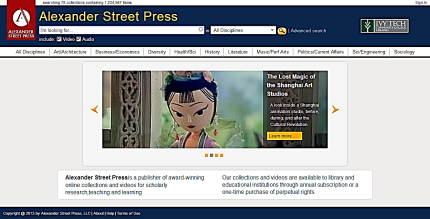 searching 78 collections containing 1,234,567 items
Sign In
Alexander Street Press
ALEXANDER
STREET PRESS
I'm looking for...
in
All Disciplines
Advanced search
IVY TECH
Include: Video Audio
All Disciplines
Art/Architecture
Business/Economics
Diversity
Health/Sci
History
Literature
Music/Perf Arts
Politics/Current Affairs
Sci/Engineering
Sociology
The Lost Magic of
the Shanghai Art
Studios
A look inside a Shanghai
animation studio, before,
during, and after the
Cultural Revolution
Learn more...
Alexander Street Press is a publisher of award-winning
online collections and videos for scholarly
research,teaching and learning
Our collections and videos are available to library and
educational institutions through annual subscription or a
one-time purchase of perpetual rights
Copyright @ 2013 by Alexander Street Press, LLC | About | Help | Terms of Use